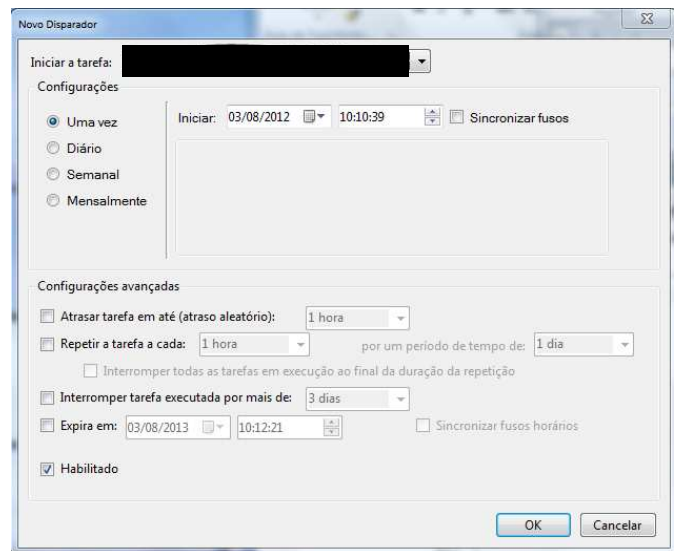 Novo Disparador
Iniciar a tarefa:
Configurações
Uma vez
Iniciar: 03/08/2012 10:10:39 Sincronizar fusos
Diário
Semanal
Mensalmente
Configurações avançadas
Atrasar tarefa em até (atraso aleatório): 1 hora
Repetir a tarefa a cada: 1 hora por um período de tempo de: 1 dia
Interromper todas as tarefas em execução ao final da duração da repetição
Interromper tarefa executada por mais de: 3 dias
Expira em: 03/08/2013 10:12:21 Sincronizar fusos horários
Habilitado
OK Cancelar